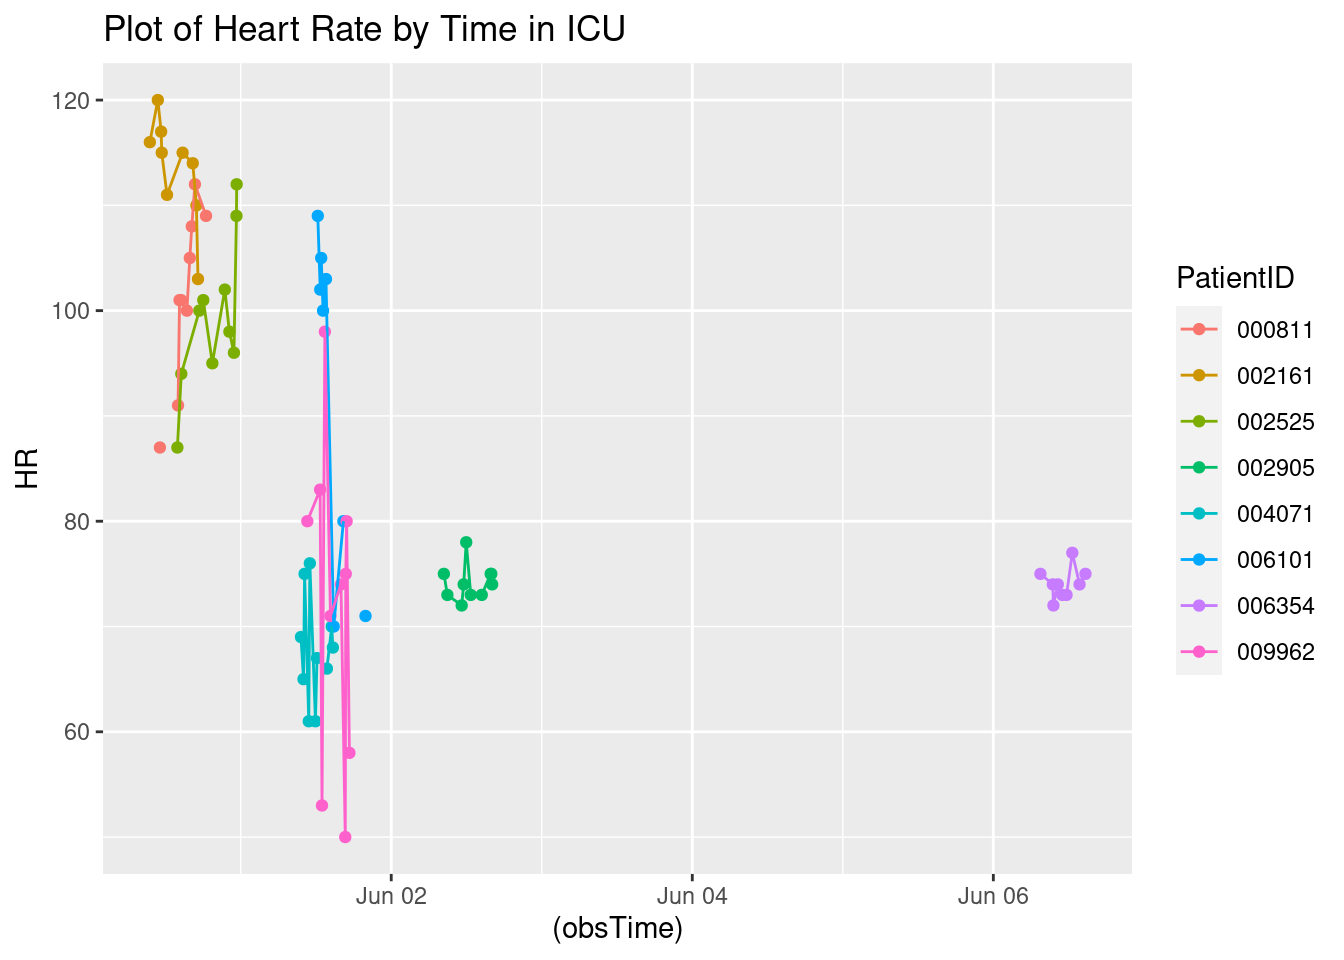 Plot of Heart Rate by Time in ICU
120
100
80
60
HR
Jun 02
Jun 04
Jun 06
(obsTime)
PatientID
000811
002161
002525
002905
004071
006101
006354
009962